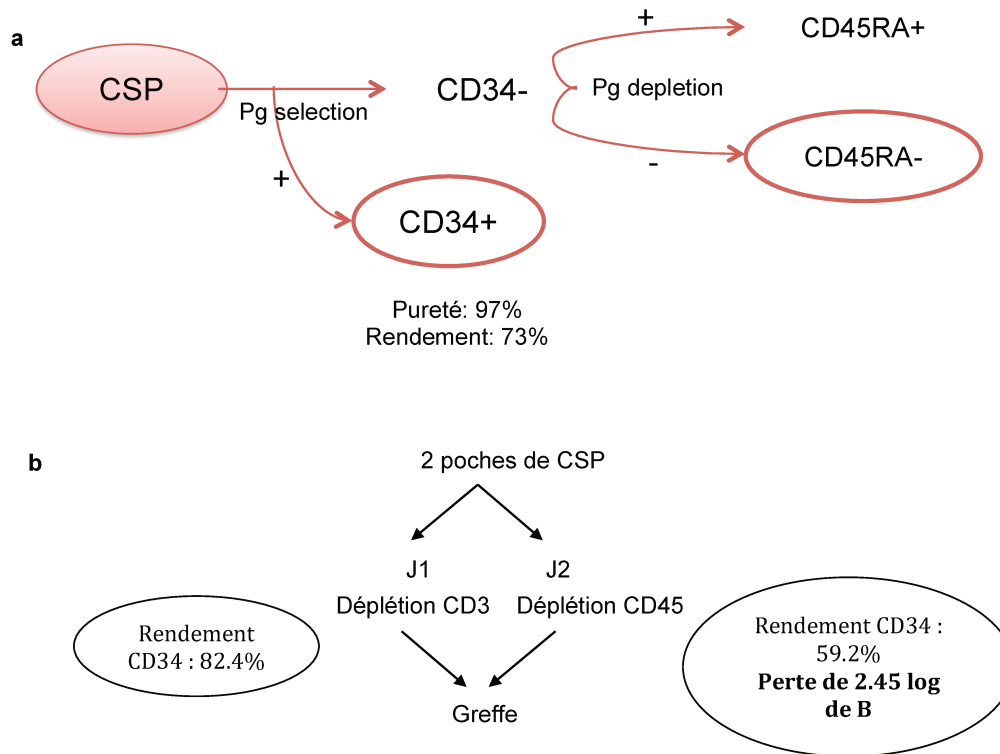 a
CSP
Pg selection
+
CD34-
CD34+
Pureté: 97%
Rendement: 73%
+
Pg depletion
-
CD45RA+
CD45RA-
b
2 poches de CSP
J1
Déplétion CD3
J2
Déplétion CD45
Rendement
CD34 : 82.4%
Rendement CD34 :
59.2%
Perte de 2.45 log
de B
Greffe